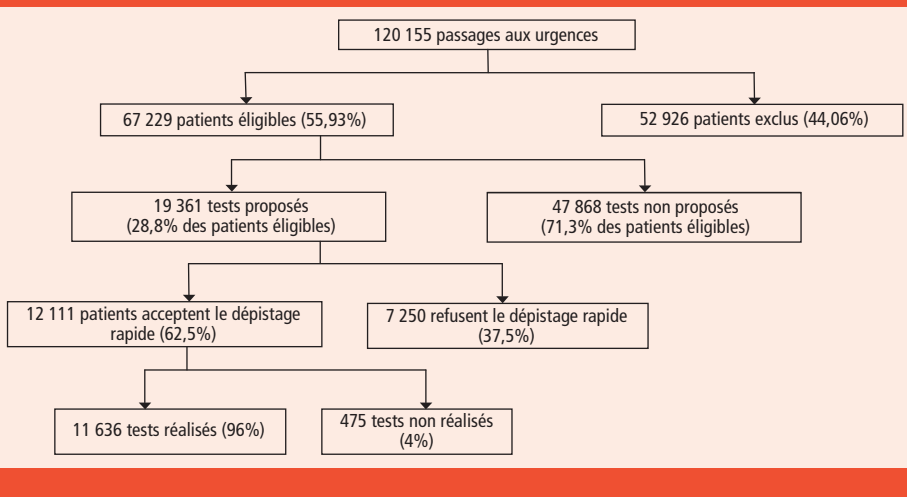 120 155 passages aux urgences
67 229 patients éligibles (55,93%)
52 926 patients exclus (44,06%)
19 361 tests proposés
(28,8% des patients éligibles)
47 868 tests non proposés
(71,3% des patients éligibles)
12 111 patients acceptent le dépistage
rapide (62,5%)
7 250 refusent le dépistage rapide
(37,5%)
11 636 tests réalisés (96%)
475 tests non réalisés
(4%)